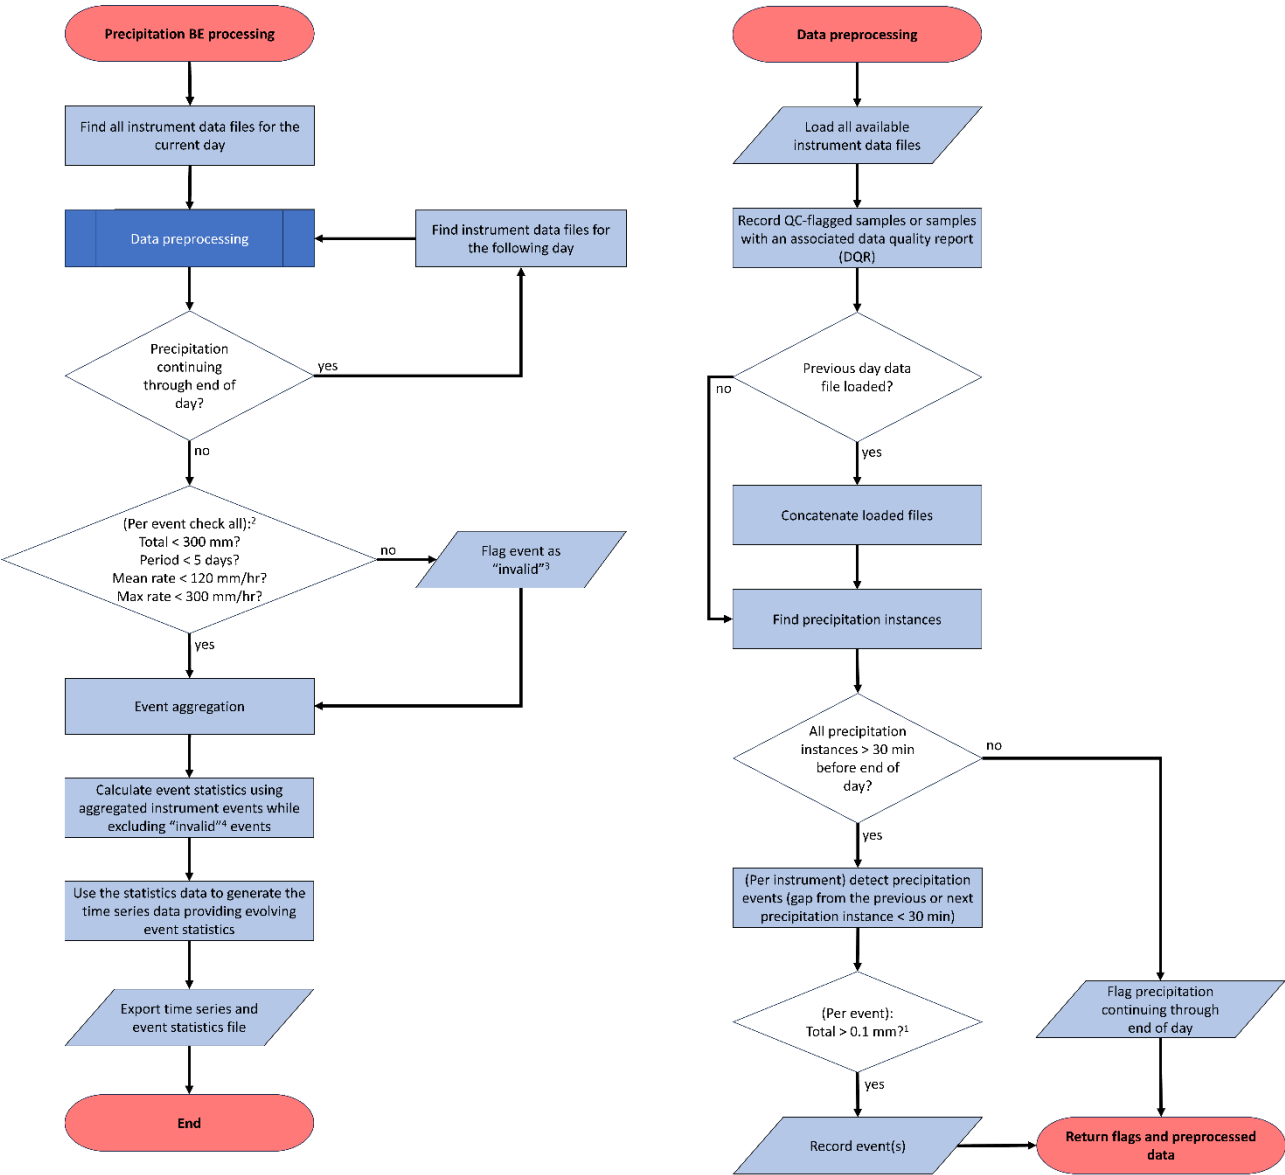 Precipitation BE processing
Find all instrument data files for the
current day
Data preprocessing
Find instrument data files for
the following day
Precipitation
continuing
through end of
day?
yes
no
(Per event check all):²
Total < 300 mm?
Period < 5 days?
Mean rate < 120 mm/hr?
Max rate < 300 mm/hr?
no
Flag event as
“invalid”³
yes
Event aggregation
Calculate event statistics using
aggregated instrument events while
excluding “invalid”⁴ events
Use the statistics data to generate the
time series data providing evolving
event statistics
Export time series and
event statistics file
End
Data preprocessing
Load all available
instrument data files
Record QC-flagged samples or samples
with an associated data quality report
(DQR)
Previous day data
file loaded?
no
yes
Concatenate loaded files
Find precipitation instances
All precipitation
instances > 30 min
before end of
day?
no
yes
(Per instrument) detect precipitation
events (gap from the previous or next
precipitation instance < 30 min)
(Per event):
Total > 0.1 mm?¹
Flag precipitation
continuing through
end of day
yes
Record event(s)
Return flags and preprocessed
data